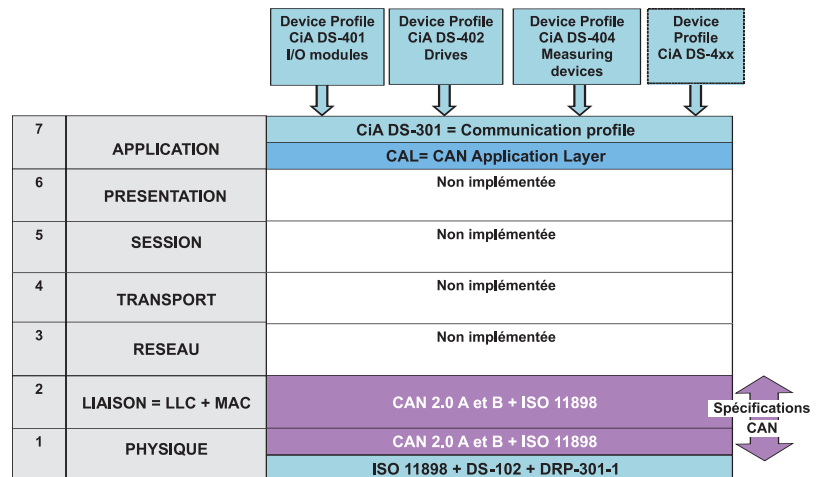 Device Profile
CiA DS-401
I/O modules
Device Profile
CiA DS-402
Drives
Device Profile
CiA DS-404
Measuring
devices
Device
Profile
CiA DS-4xx
7
APPLICATION
CiA DS-301 = Communication profile
CAL= CAN Application Layer
6
PRESENTATION
Non implémentée
5
SESSION
Non implémentée
4
TRANSPORT
Non implémentée
3
RESEAU
Non implémentée
2
LIAISON = LLC + MAC
CAN 2.0 A et B + ISO 11898
1
PHYSIQUE
CAN 2.0 A et B + ISO 11898
ISO 11898 + DS-102 + DRP-301-1
Spécifications
CAN